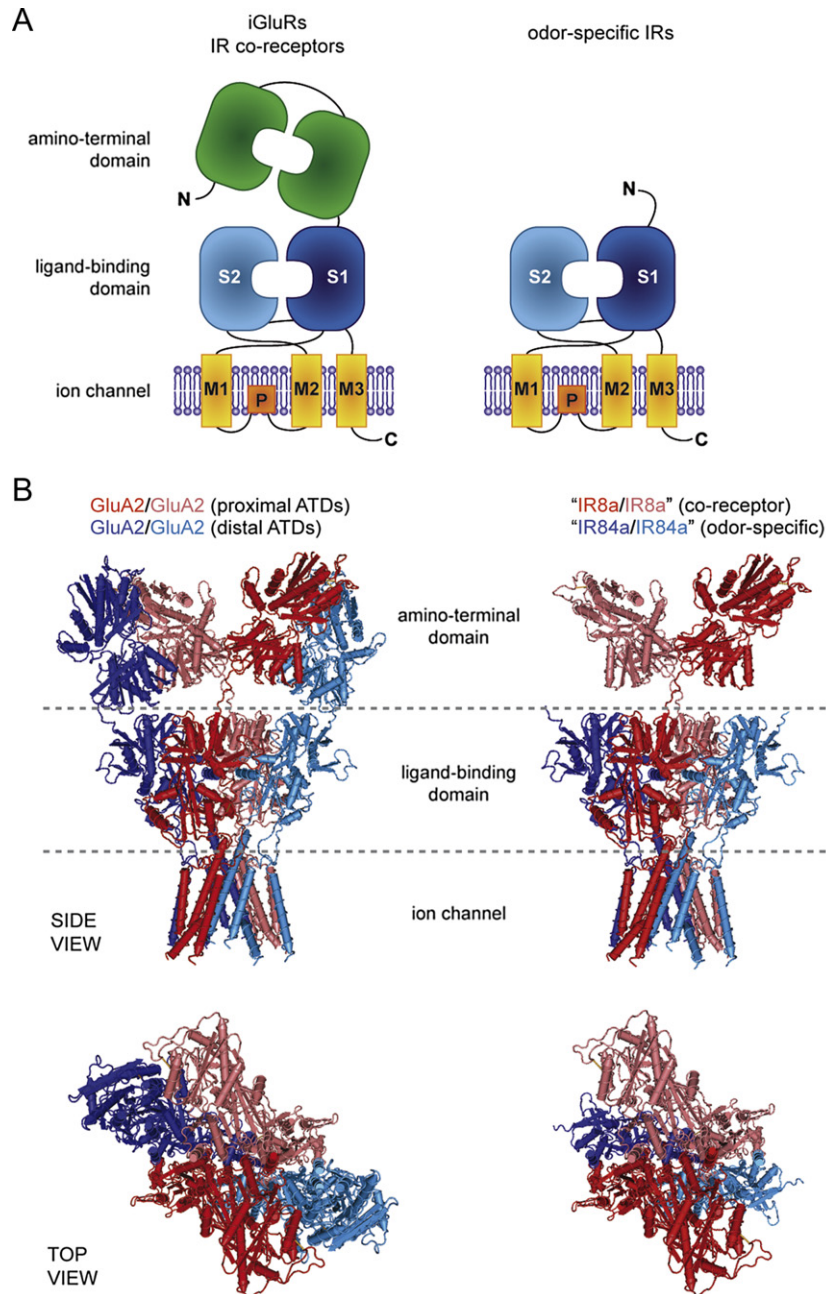 A
iGluRs
IR co-receptors
odor-specific IRs
amino-terminal
domain
N
N
ligand-binding
domain
S2
S1
S2
S1
ion channel
M1
P
M2
M3
M1
P
M2
M3
C
C
B
GluA2/GluA2 (proximal ATDs)
GluA2/GluA2 (distal ATDs)
"IR8a/IR8a" (co-receptor)
"IR84a/IR84a" (odor-specific)
amino-terminal
domain
ligand-binding
domain
ion channel
SIDE
VIEW
TOP
VIEW